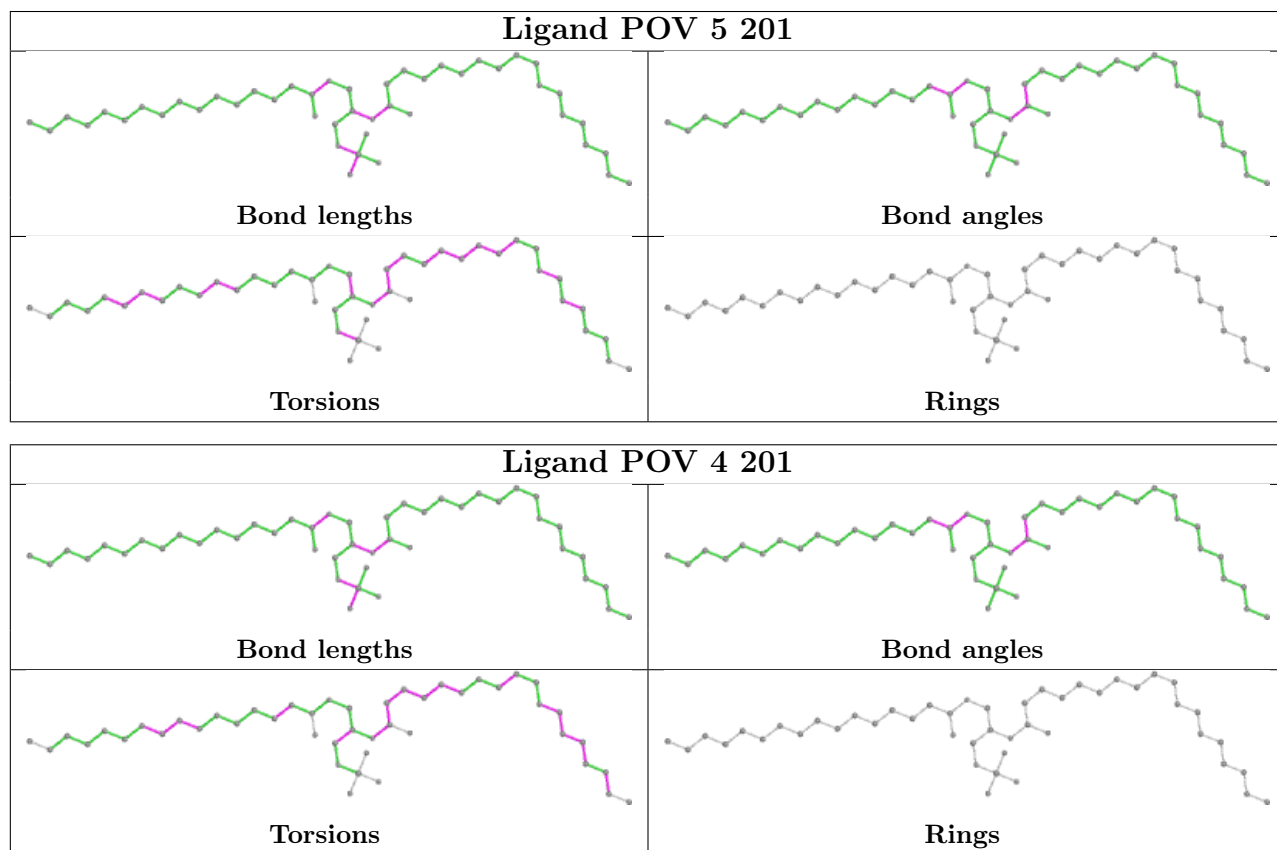 Ligand POV 5 201
Bond lengths
Bond angles
Torsions
Rings
Ligand POV 4 201
Bond lengths
Bond angles
Torsions
Rings